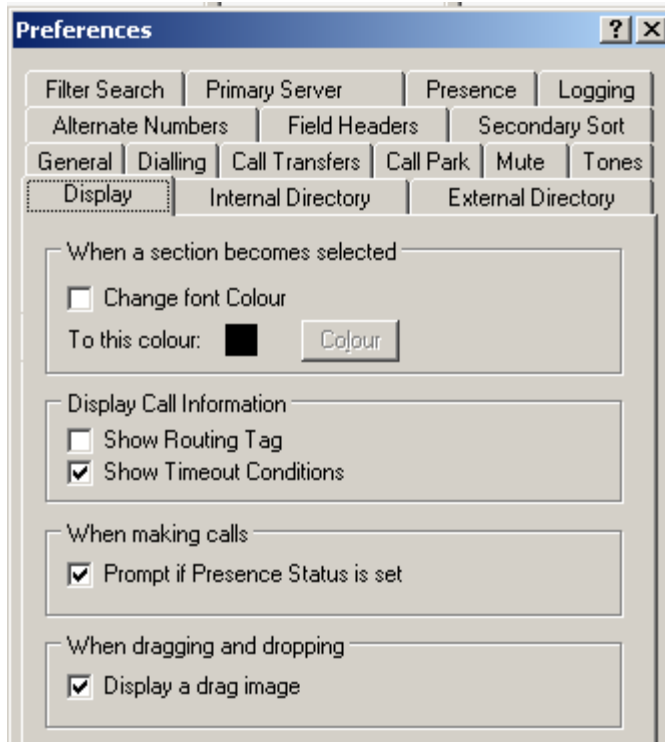 Preferences
Filter Search Primary Server Presence Logging
Alternate Numbers Field Headers Secondary Sort
General Dialling Call Transfers Call Park Mute Tones
Display Internal Directory External Directory
When a section becomes selected
Change font Colour
To this colour: Colour
Display Call Information
Show Routing Tag
Show Timeout Conditions
When making calls
Prompt if Presence Status is set
When dragging and dropping
Display a drag image